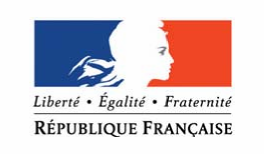 Liberté • Égalité • Fraternité
RÉPUBLIQUE FRANÇAISE